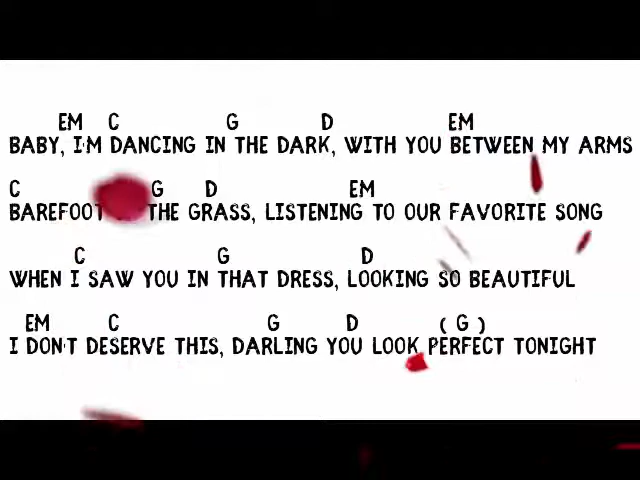 EM C G D EM
BABY, I'M DANCING IN THE DARK, WITH YOU BETWEEN MY ARMS
C G D EM
BAREFOOT THE GRASS, LISTENING TO OUR FAVORITE SONG
C G D
WHEN I SAW YOU IN THAT DRESS, LOOKING SO BEAUTIFUL
EM C G D ( G )
I DON'T DESERVE THIS, DARLING YOU LOOK PERFECT TONIGHT